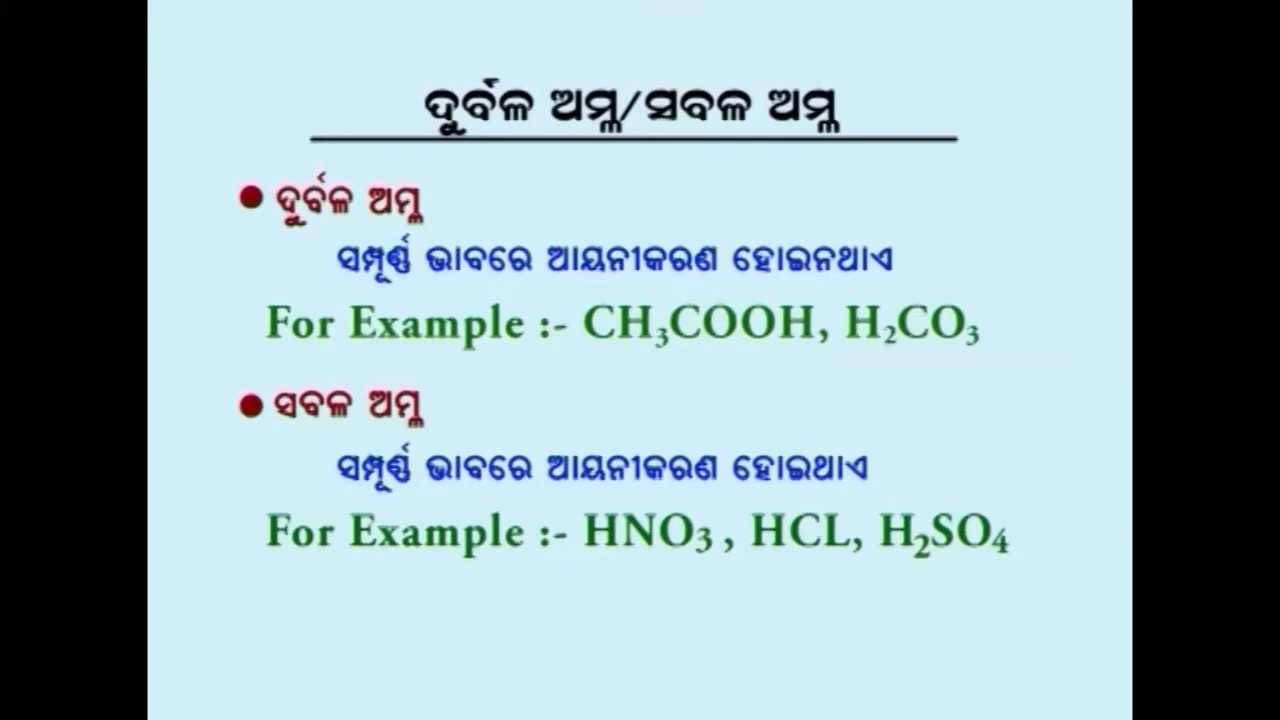 ଦୁର୍ବଳ ଅମ୍ଳ/ସବଳ ଅମ୍ଳ
● ଦୁର୍ବଳ ଅମ୍ଳ
ସମ୍ପୂର୍ଣ୍ଣ ଭାବରେ ଆୟନୀକରଣ ହୋଇନଥାଏ
For Example :- CH₃COOH, H₂CO₃
● ସବଳ ଅମ୍ଳ
ସମ୍ପୂର୍ଣ୍ଣ ଭାବରେ ଆୟନୀକରଣ ହୋଇଥାଏ
For Example :- HNO₃ , HCL, H₂SO₄